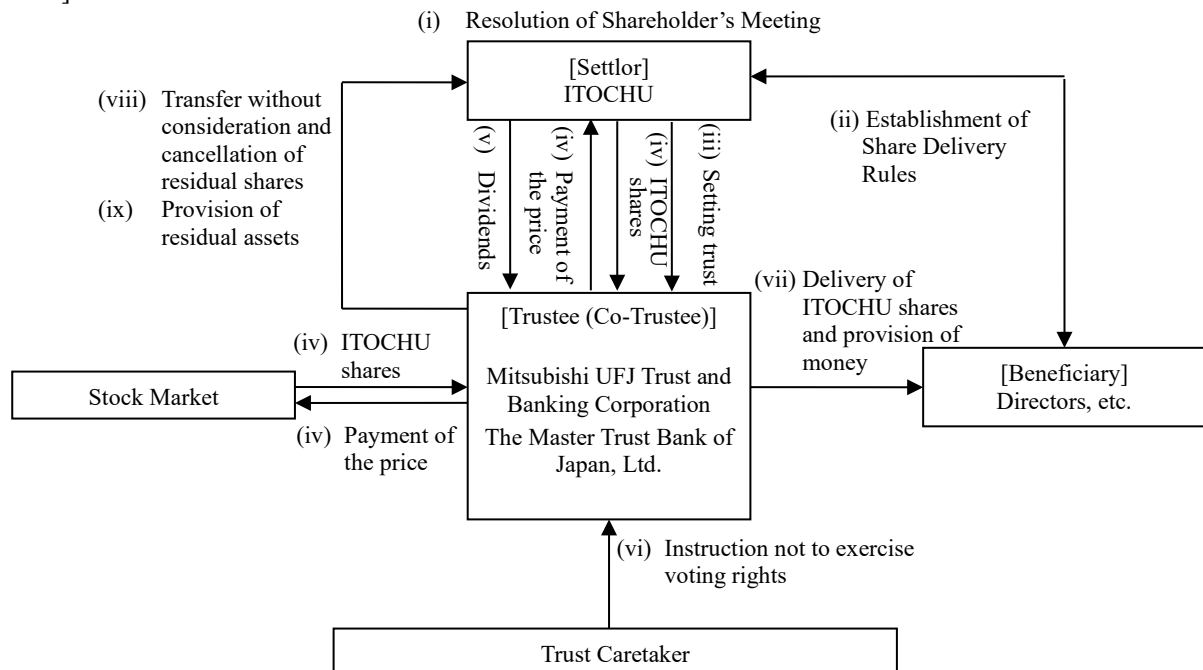 ]
(i) Resolution of Shareholder’s Meeting
[Settlor]
ITOCHU
(viii) Transfer without
consideration and
cancellation of
residual shares
(ix) Provision of
residual assets
(ii) Establishment of
Share Delivery
Rules
(v) Dividends
(iv) Payment of
the price
(iv) ITOCHU
shares
(iii) Setting trust
[Trustee (Co-Trustee)]
Mitsubishi UFJ Trust and
Banking Corporation
The Master Trust Bank of
Japan, Ltd.
(vii) Delivery of
ITOCHU shares
and provision of
money
(iv) ITOCHU
shares
Stock Market
(iv) Payment of
the price
[Beneficiary]
Directors, etc.
(vi) Instruction not to exercise
voting rights
Trust Caretaker